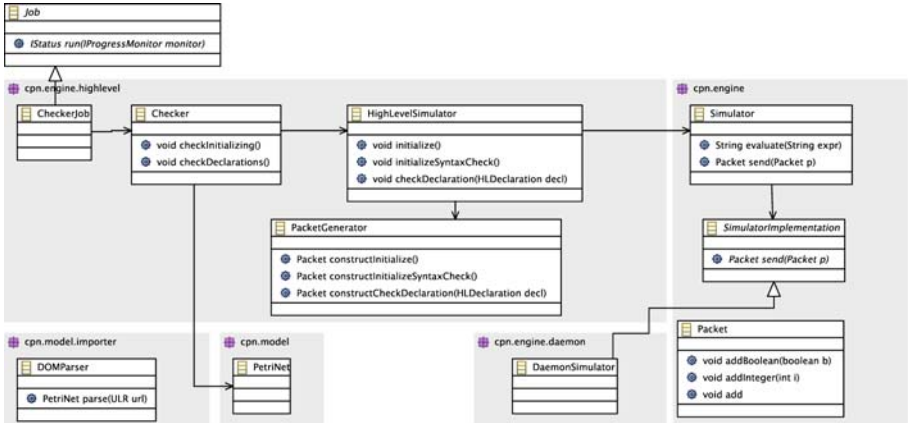 Job
IStatus run(IProgressMonitor monitor)
cpn.engine.highlevel
CheckerJob
Checker
void checkInitializing()
void checkDeclarations()
HighLevelSimulator
void initialize()
void initializeSyntaxCheck()
void checkDeclaration(HLDeclaration decl)
PacketGenerator
Packet constructInitialize()
Packet constructInitializeSyntaxCheck()
Packet constructCheckDeclaration(HLDeclaration decl)
cpn.engine
Simulator
String evaluate(String expr)
Packet send(Packet p)
SimulatorImplementation
Packet send(Packet p)
Packet
void addBoolean(boolean b)
void addInteger(int i)
void add
cpn.model.importer
DOMParser
PetriNet parse(ULR url)
cpn.model
PetriNet
cpn.engine.daemon
DaemonSimulator